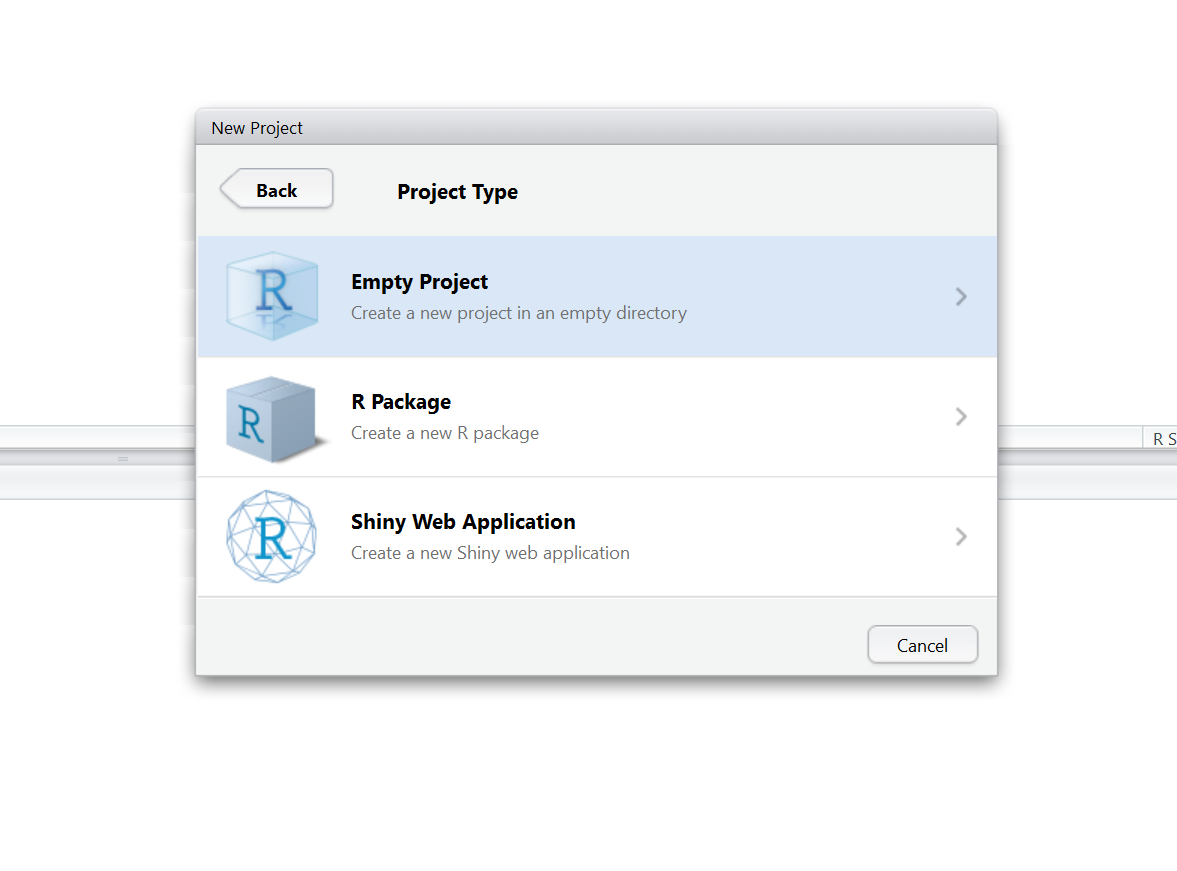 New Project
Back
Project Type
R
Empty Project
Create a new project in an empty directory
R
R Package
Create a new R package
R S
R
Shiny Web Application
Create a new Shiny web application
Cancel